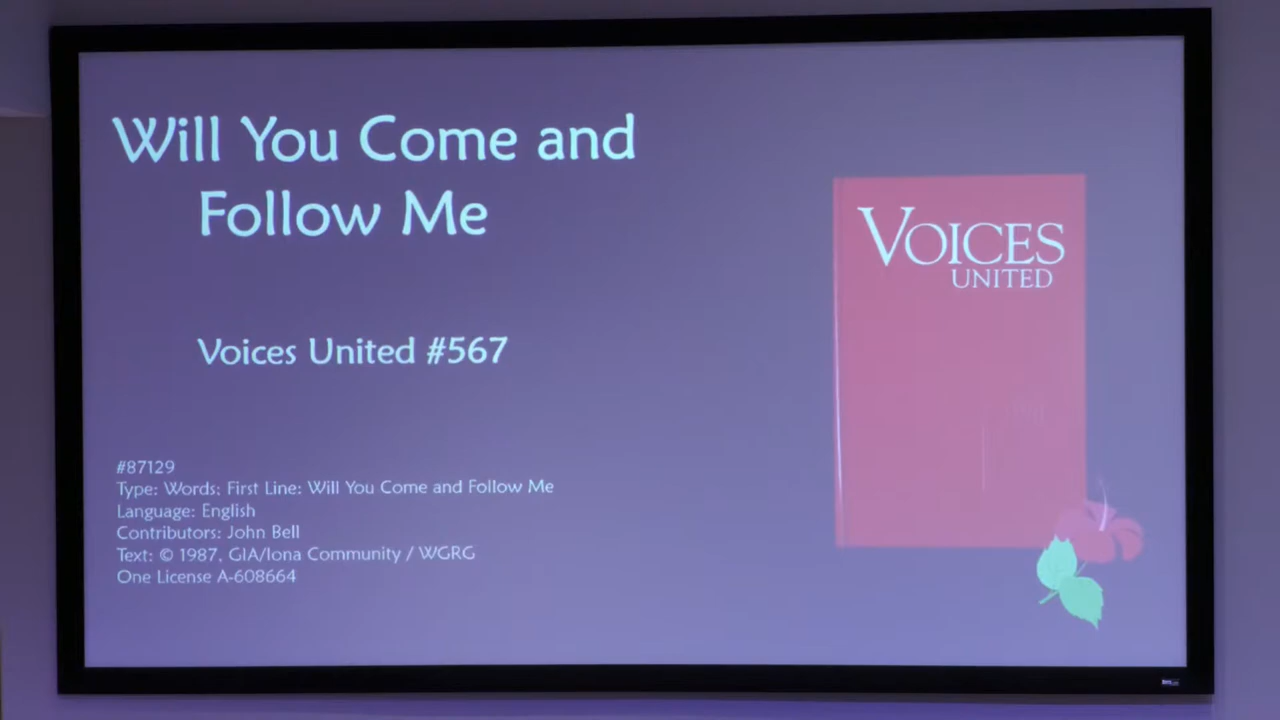 Will You Come and
Follow Me
Voices United #567
#87129
Type: Words; First Line: Will You Come and Follow Me
Language: English
Contributors: John Bell
Text: © 1987, GIA/Iona Community / WGRG
One License A-608664
VOICES
UNITED